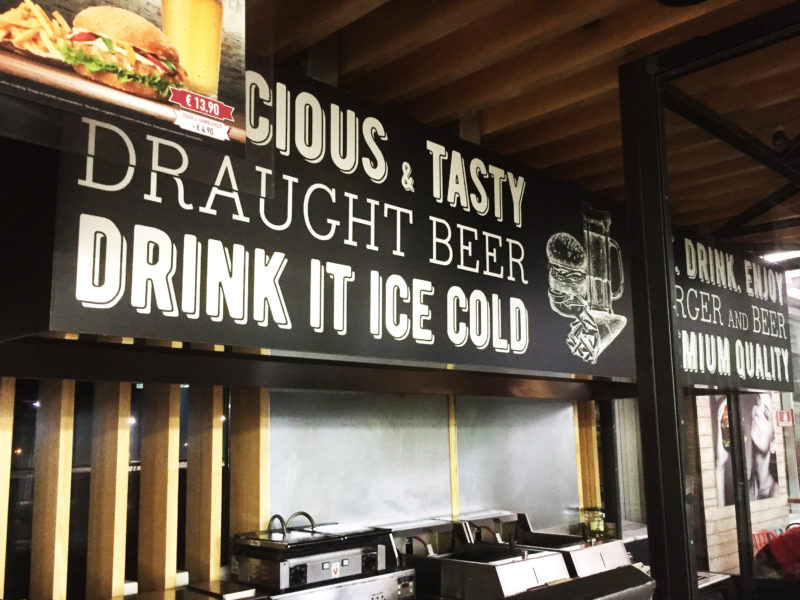 € 13,90
+ € 4,90
CIOUS & TASTY
DRAUGHT BEER
DRINK IT ICE COLD
. DRINK. ENJOY
RGER AND BEER
MIUM QUALITY